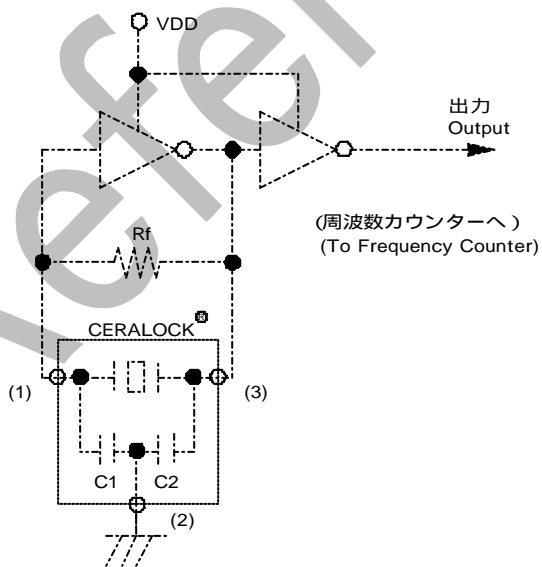 VDD
出力
Output
(周波数カウンターへ)
(To Frequency Counter)
Rf
CERALOCK®
(1)
(3)
C1
C2
(2)